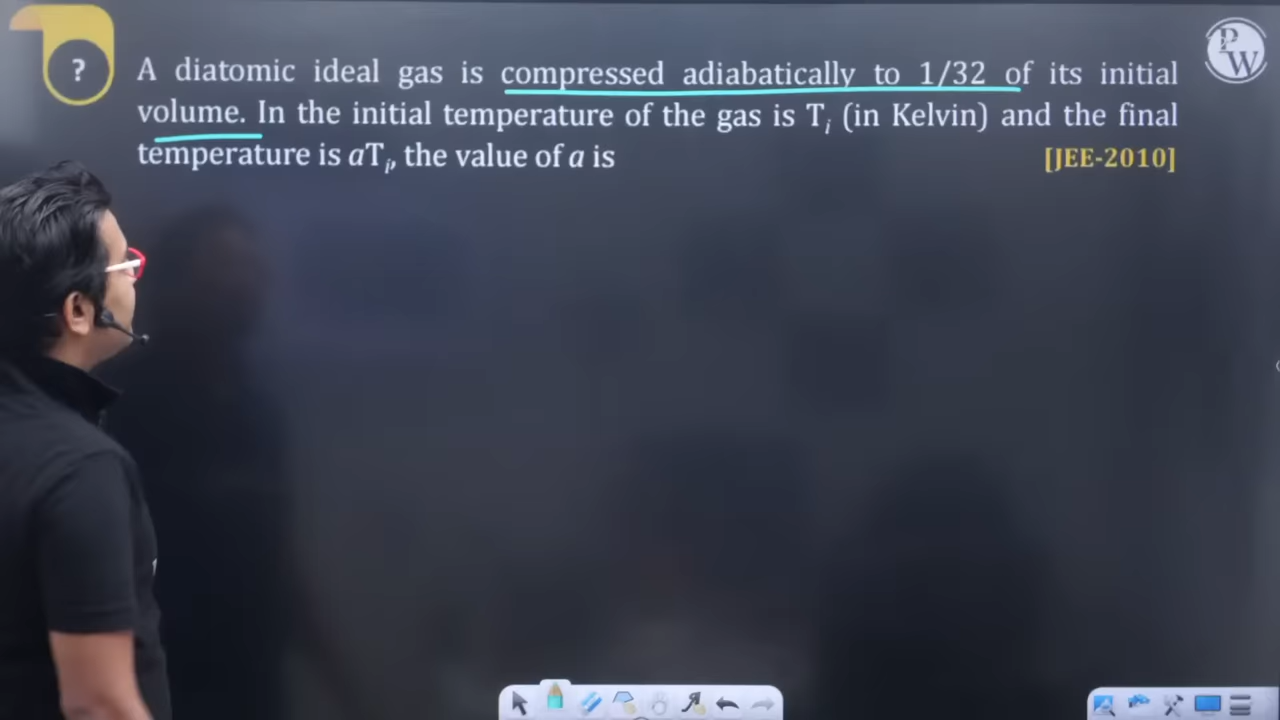 ?
A diatomic ideal gas is compressed adiabatically to 1/32 of its initial
volume. In the initial temperature of the gas is Tᵢ (in Kelvin) and the final
temperature is aTᵢ, the value of a is [JEE-2010]
PW